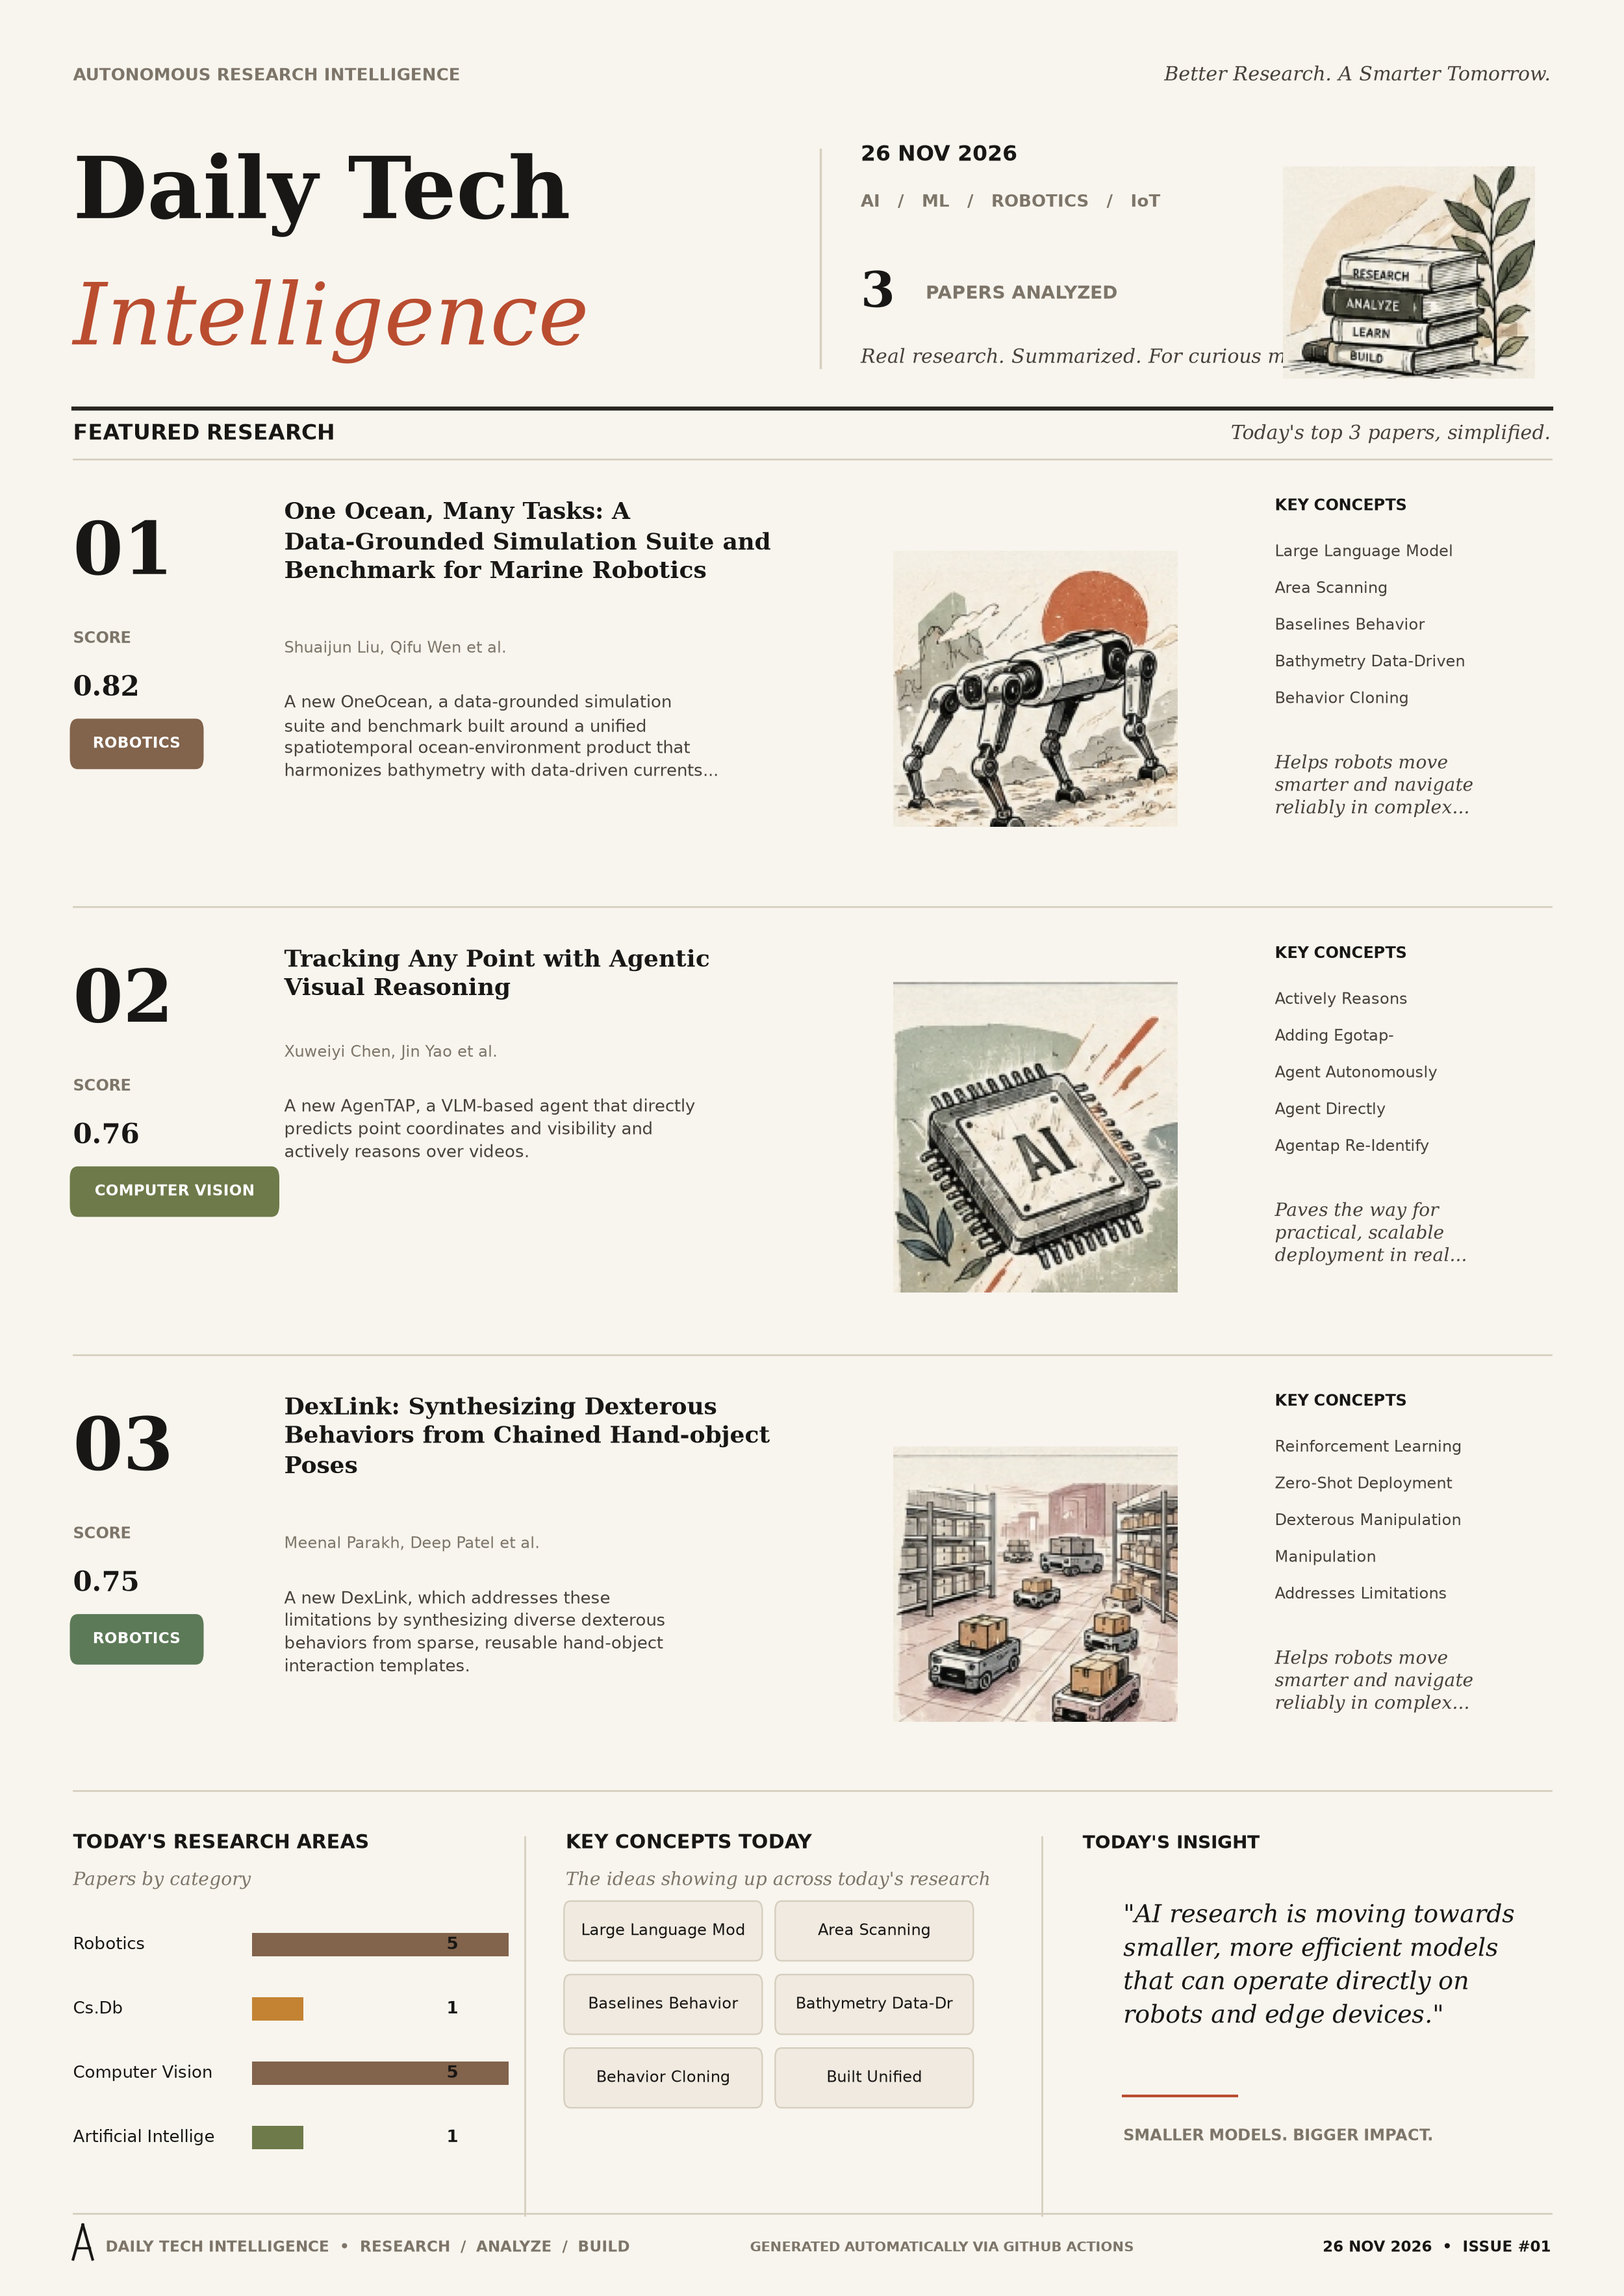 AUTONOMOUS RESEARCH INTELLIGENCE
Better Research. A Smarter Tomorrow.
Daily Tech
Intelligence
26 NOV 2026
AI / ML / ROBOTICS / IoT
3 PAPERS ANALYZED
Real research. Summarized. For curious m
RESEARCH
ANALYZE
LEARN
BUILD
FEATURED RESEARCH
Today's top 3 papers, simplified.
01
SCORE
0.82
ROBOTICS
One Ocean, Many Tasks: A
Data-Grounded Simulation Suite and
Benchmark for Marine Robotics
Shuaijun Liu, Qifu Wen et al.
A new OneOcean, a data-grounded simulation
suite and benchmark built around a unified
spatiotemporal ocean-environment product that
harmonizes bathymetry with data-driven currents...
KEY CONCEPTS
Large Language Model
Area Scanning
Baselines Behavior
Bathymetry Data-Driven
Behavior Cloning
Helps robots move
smarter and navigate
reliably in complex...
02
SCORE
0.76
COMPUTER VISION
Tracking Any Point with Agentic
Visual Reasoning
Xuweiyi Chen, Jin Yao et al.
A new AgenTAP, a VLM-based agent that directly
predicts point coordinates and visibility and
actively reasons over videos.
AI
KEY CONCEPTS
Actively Reasons
Adding Egotap-
Agent Autonomously
Agent Directly
Agentap Re-Identify
Paves the way for
practical, scalable
deployment in real...
03
SCORE
0.75
ROBOTICS
DexLink: Synthesizing Dexterous
Behaviors from Chained Hand-object
Poses
Meenal Parakh, Deep Patel et al.
A new DexLink, which addresses these
limitations by synthesizing diverse dexterous
behaviors from sparse, reusable hand-object
interaction templates.
KEY CONCEPTS
Reinforcement Learning
Zero-Shot Deployment
Dexterous Manipulation
Manipulation
Addresses Limitations
Helps robots move
smarter and navigate
reliably in complex...
TODAY'S RESEARCH AREAS
Papers by category
Robotics 5
Cs.Db 1
Computer Vision 5
Artificial Intellige 1
KEY CONCEPTS TODAY
The ideas showing up across today's research
Large Language Mod
Area Scanning
Baselines Behavior
Bathymetry Data-Dr
Behavior Cloning
Built Unified
TODAY'S INSIGHT
"AI research is moving towards
smaller, more efficient models
that can operate directly on
robots and edge devices."
SMALLER MODELS. BIGGER IMPACT.
A DAILY TECH INTELLIGENCE • RESEARCH / ANALYZE / BUILD
GENERATED AUTOMATICALLY VIA GITHUB ACTIONS
26 NOV 2026 • ISSUE #01